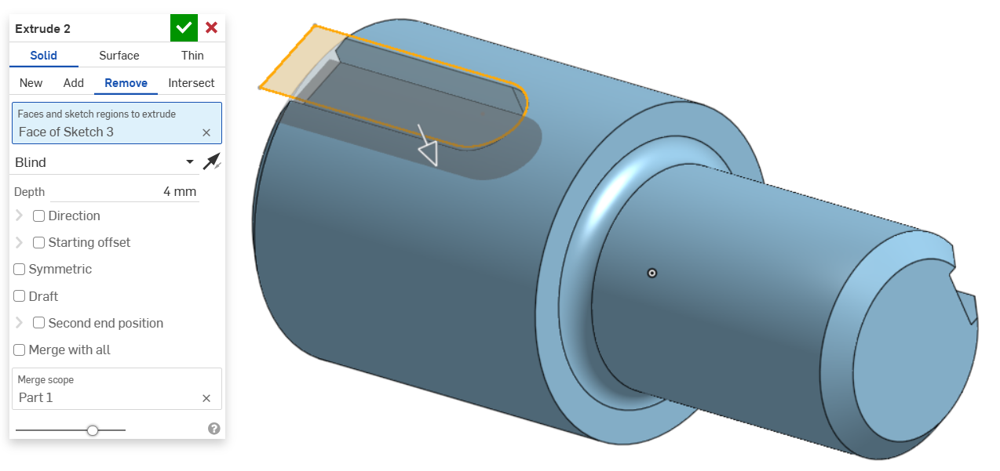 Extrude 2
Solid Surface Thin
New Add Remove Intersect
Faces and sketch regions to extrude
Face of Sketch 3
Blind
Depth 4 mm
Direction
Starting offset
Symmetric
Draft
Second end position
Merge with all
Merge scope
Part 1
?